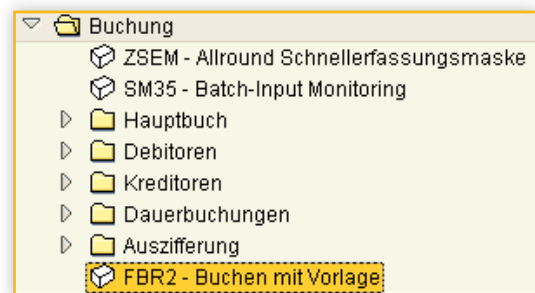 Buchung
ZSEM - Allround Schnellerfassungsmaske
SM35 - Batch-Input Monitoring
Hauptbuch
Debitoren
Kreditoren
Dauerbuchungen
Auszifferung
FBR2 - Buchen mit Vorlage